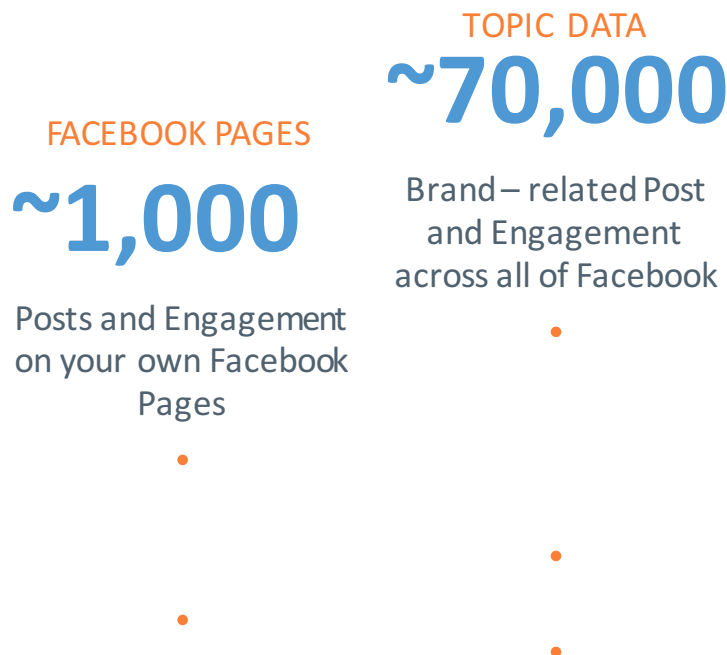 FACEBOOK PAGES
~1,000
Posts and Engagement
on your own Facebook
Pages
•
•
TOPIC DATA
~70,000
Brand – related Post
and Engagement
across all of Facebook
•
•
•